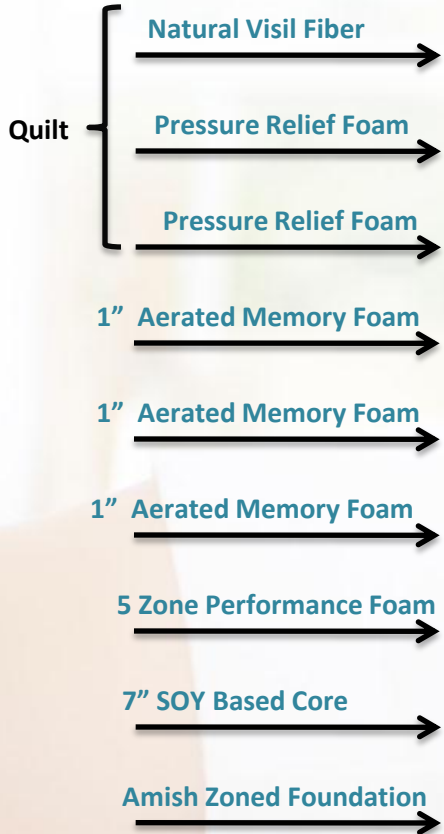 Natural Visil Fiber
Quilt
Pressure Relief Foam
Pressure Relief Foam
1” Aerated Memory Foam
1” Aerated Memory Foam
1” Aerated Memory Foam
5 Zone Performance Foam
7” SOY Based Core
Amish Zoned Foundation